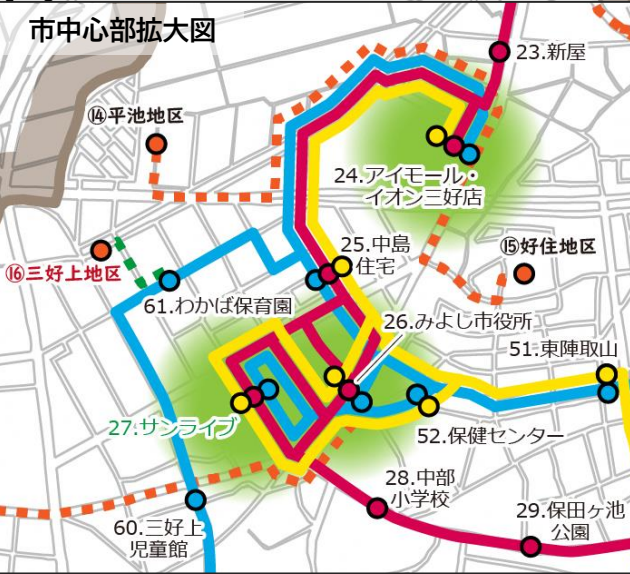 市中心部拡大図
23.新屋
⑭平池地区
24.アイモール・
イオン三好店
25.中島
住宅
⑮好住地区
⑯三好上地区
61.わかば保育園
26.みよし市役所
51.東陣取山
27.サンライブ
52.保健センター
28.中部
小学校
29.保田ヶ池
公園
60.三好上
児童館